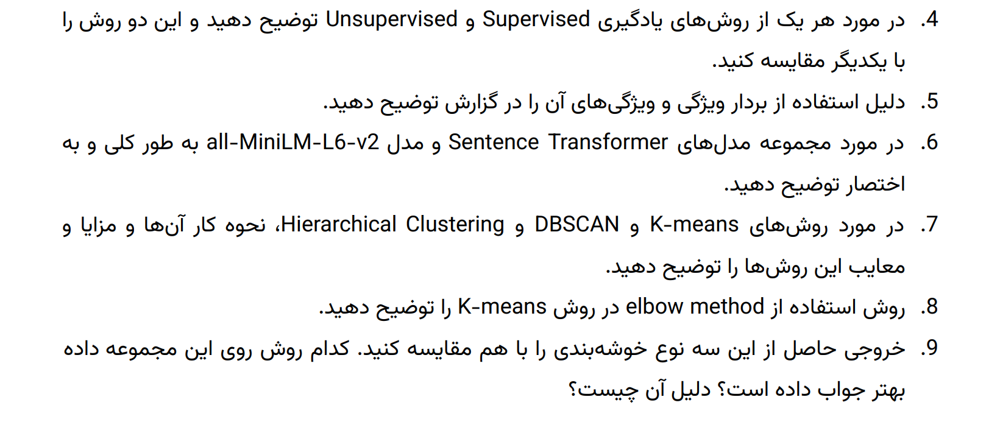 4. در مورد هر یک از روش‌های یادگیری Supervised و Unsupervised توضیح دهید و این دو روش را
با یکدیگر مقایسه کنید.
5. دلیل استفاده از بردار ویژگی و ویژگی‌های آن را در گزارش توضیح دهید.
6. در مورد مجموعه مدل‌های Sentence Transformer و مدل all-MiniLM-L6-v2 به طور کلی و به
اختصار توضیح دهید.
7. در مورد روش‌های K-means و DBSCAN و Hierarchical Clustering، نحوه کار آن‌ها و مزایا و
معایب این روش‌ها را توضیح دهید.
8. روش استفاده از elbow method در روش K-means را توضیح دهید.
9. خروجی حاصل از این سه نوع خوشه‌بندی را با هم مقایسه کنید. کدام روش روی این مجموعه داده
بهتر جواب داده است؟ دلیل آن چیست؟